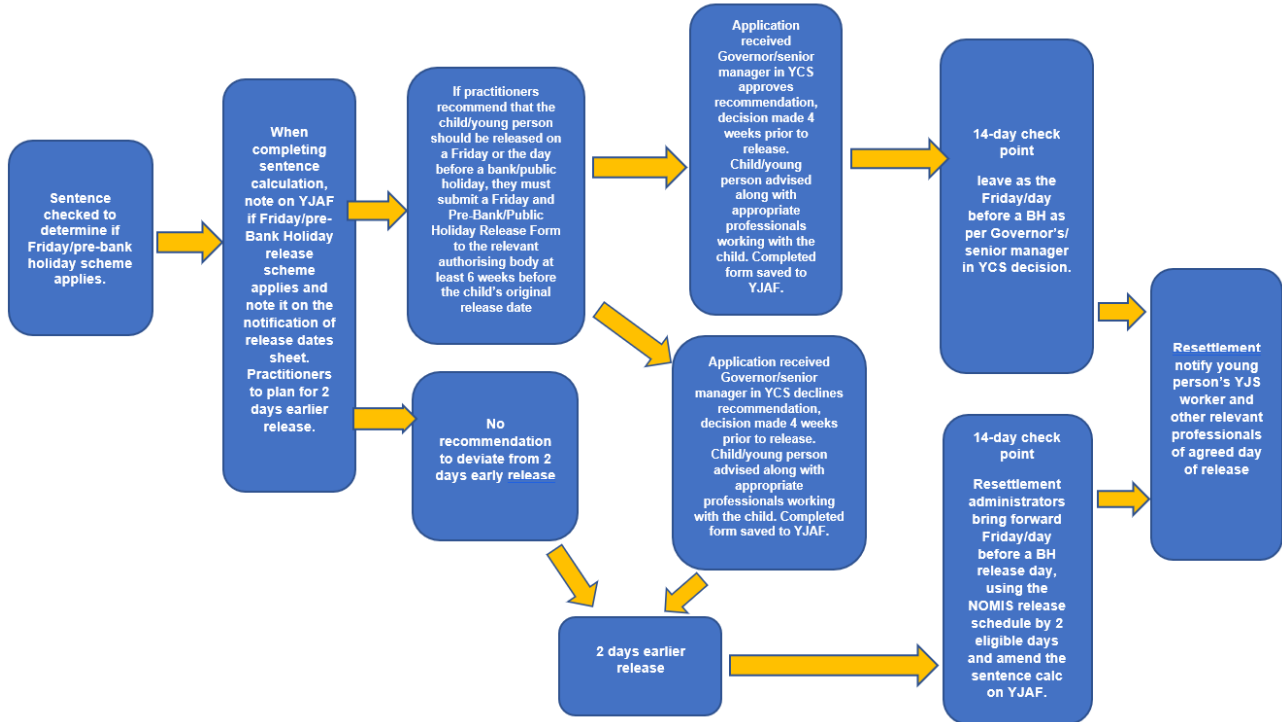 Sentence
checked to
determine if
Friday/pre-bank
holiday scheme
applies.
When
completing
sentence
calculation,
note on YJAF
if Friday/pre-
Bank Holiday
release
scheme
applies and
note it on the
notification of
release dates
sheet.
Practitioners
to plan for 2
days earlier
release.
If practitioners
recommend that the
child/young person
should be released on
a Friday or the day
before a bank/public
holiday, they must
submit a Friday and
Pre-Bank/Public
Holiday Release Form
to the relevant
authorising body at
least 6 weeks before
the child's original
release date
No
recommendation
to deviate from 2
days early release
Application
received
Governor/senior
manager in YCS
approves
recommendation,
decision made 4
weeks prior to
release.
Child/young
person advised
along with
appropriate
professionals
working with the
child. Completed
form saved to
YJAF.
Application received
Governor/senior
manager in YCS declines
recommendation,
decision made 4 weeks
prior to release.
Child/young person
advised along with
appropriate
professionals working
with the child. Completed
form saved to YJAF.
2 days earlier
release
14-day check
point
leave as the
Friday/day
before a BH as
per Governor's/
senior manager
in YCS decision.
14-day check
point
Resettlement
administrators
bring forward
Friday/day
before a BH
release day,
using the
NOMIS release
schedule by 2
eligible days
and amend the
sentence calc
on YJAF.
Resettlement
notify young
person's YJS
worker and
other relevant
professionals
of agreed day
of release